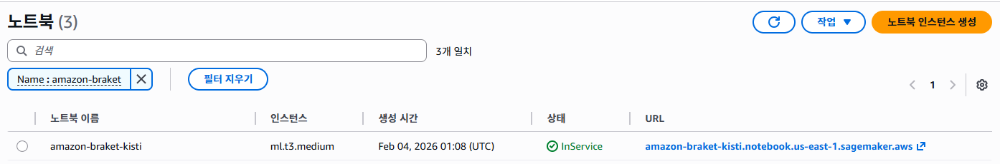 노트북 (3)
작업
노트북 인스턴스 생성
검색
3개 일치
Name : amazon-braket
필터 지우기
1
노트북 이름 인스턴스 생성 시간 상태 URL
amazon-braket-kisti ml.t3.medium Feb 04, 2026 01:08 (UTC) InService amazon-braket-kisti.notebook.us-east-1.sagemaker.aws